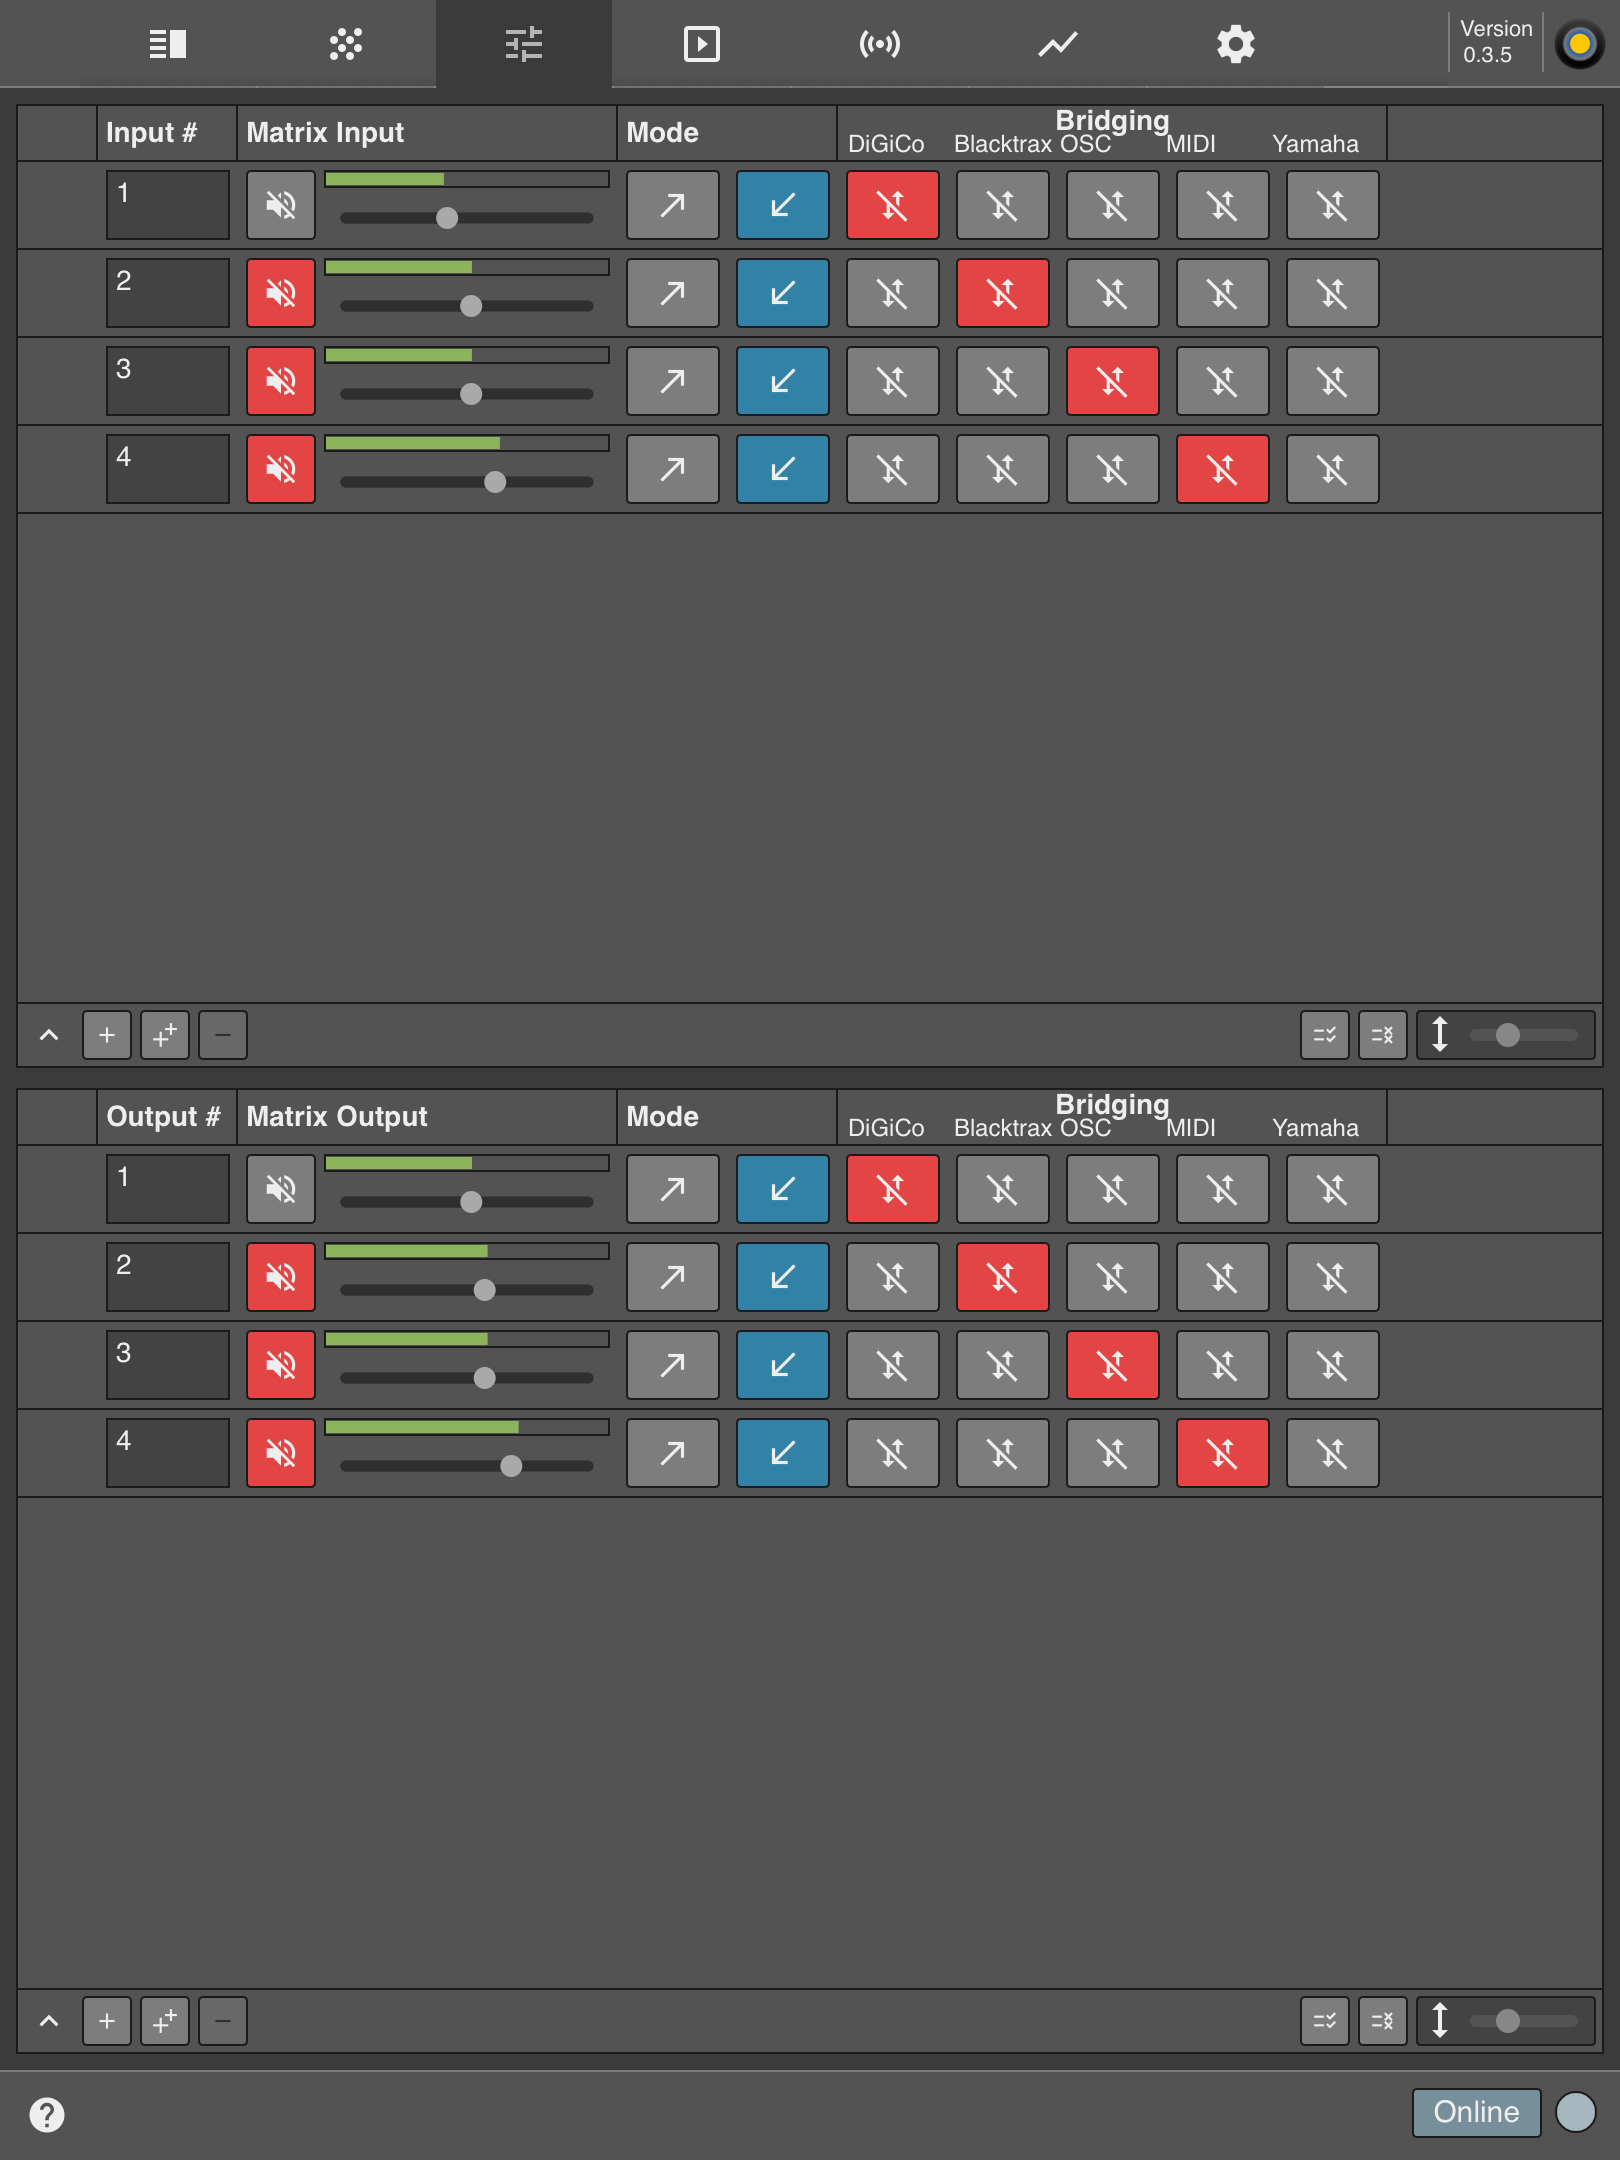 Version
0.3.5
Input # Matrix Input Mode Bridging
DiGiCo Blacktrax OSC MIDI Yamaha
1
2
3
4
Output # Matrix Output Mode Bridging
DiGiCo Blacktrax OSC MIDI Yamaha
1
2
3
4
Online